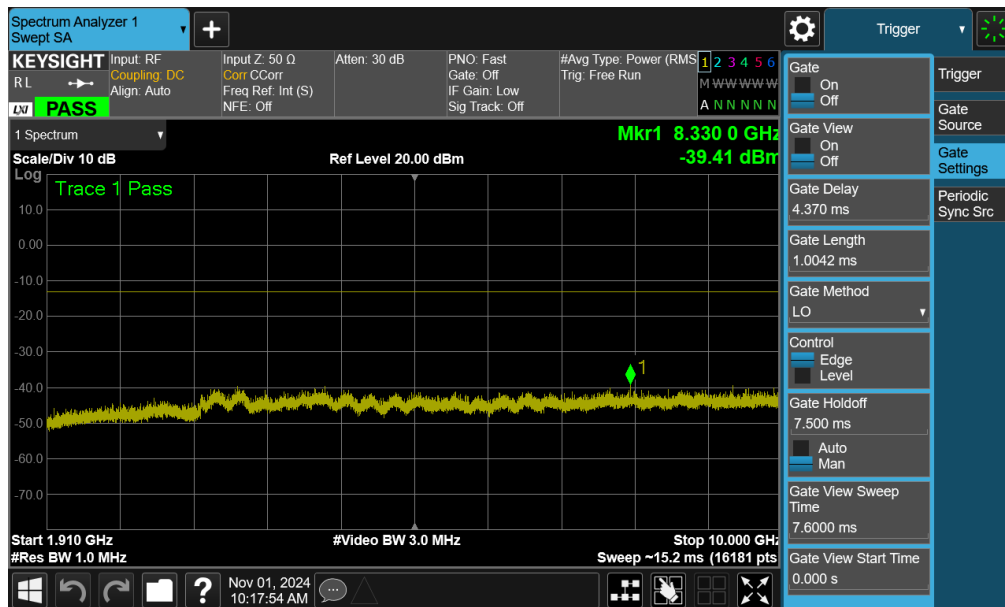 Spectrum Analyzer 1
Swept SA
+
Trigger
KEYSIGHT
R L
LXI PASS
Input: RF
Coupling: DC
Align: Auto
Input Z: 50 Ω
Corr CCorr
Freq Ref: Int (S)
NFE: Off
Atten: 30 dB
PNO: Fast
Gate: Off
IF Gain: Low
Sig Track: Off
#Avg Type: Power (RMS
Trig: Free Run
1 2 3 4 5 6
M W W W W W
A N N N N N
1 Spectrum
Mkr1 8.330 0 GHz
-39.41 dBm
Scale/Div 10 dB
Ref Level 20.00 dBm
Log
Trace 1 Pass
10.0
0.00
-10.0
-20.0
-30.0
-40.0
-50.0
-60.0
-70.0
1
Start 1.910 GHz
#Video BW 3.0 MHz
Stop 10.000 GHz
#Res BW 1.0 MHz
Sweep ~15.2 ms (16181 pts
?
Nov 01, 2024
10:17:54 AM
Gate
On
Off
Gate View
On
Off
Gate Delay
4.370 ms
Gate Length
1.0042 ms
Gate Method
LO
Control
Edge
Level
Gate Holdoff
7.500 ms
Auto
Man
Gate View Sweep
Time
7.6000 ms
Gate View Start Time
0.000 s
Trigger
Gate
Source
Gate
Settings
Periodic
Sync Src